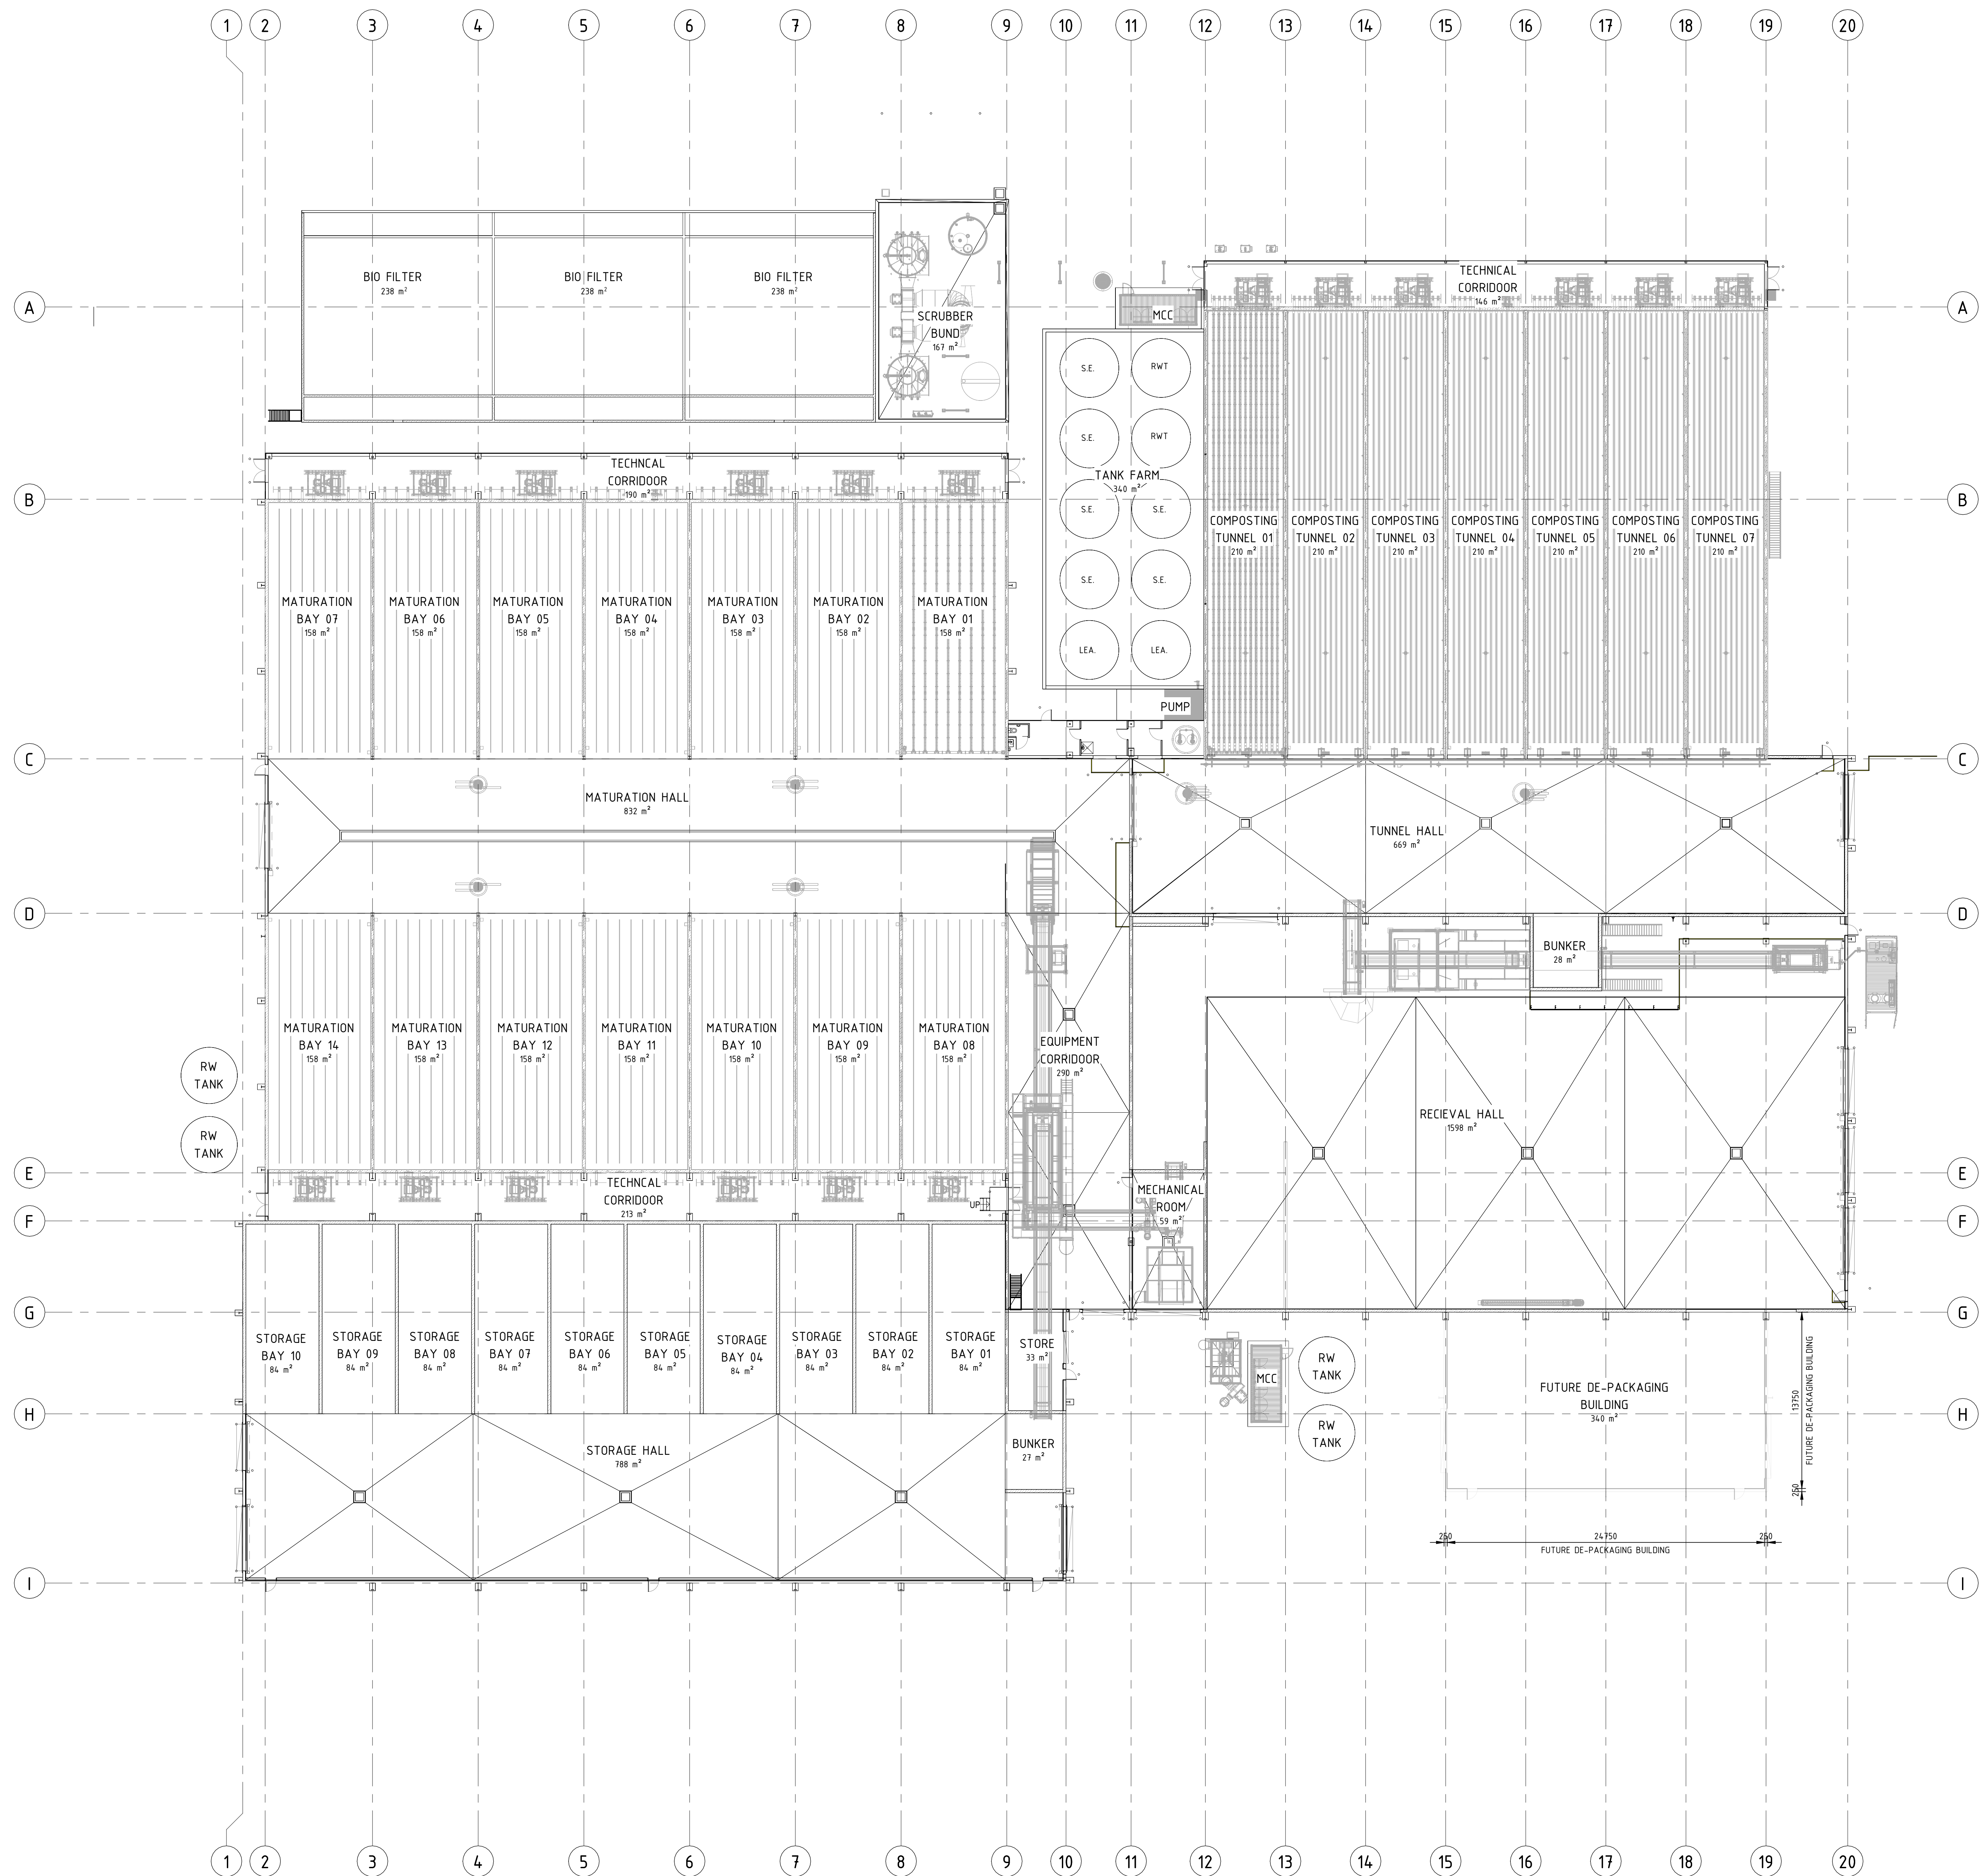 1 2 3 4 5 6 7 8 9 10 11 12 13 14 15 16 17 18 19 20
A
A
BIO FILTER
238 m²
BIO FILTER
238 m²
BIO FILTER
238 m²
SCRUBBER
BUND
167 m²
MCC
TECHNICAL
CORRIDOOR
146 m²
S.E.
RWT
S.E.
RWT
TANK FARM
340 m²
S.E.
S.E.
S.E.
S.E.
LEA.
LEA.
PUMP
TECHNCAL
CORRIDOOR
190 m²
B
B
COMPOSTING
TUNNEL 01
210 m²
COMPOSTING
TUNNEL 02
210 m²
COMPOSTING
TUNNEL 03
210 m²
COMPOSTING
TUNNEL 04
210 m²
COMPOSTING
TUNNEL 05
210 m²
COMPOSTING
TUNNEL 06
210 m²
COMPOSTING
TUNNEL 07
210 m²
MATURATION
BAY 07
158 m²
MATURATION
BAY 06
158 m²
MATURATION
BAY 05
158 m²
MATURATION
BAY 04
158 m²
MATURATION
BAY 03
158 m²
MATURATION
BAY 02
158 m²
MATURATION
BAY 01
158 m²
C
C
MATURATION HALL
832 m²
TUNNEL HALL
669 m²
D
D
BUNKER
28 m²
MATURATION
BAY 14
158 m²
MATURATION
BAY 13
158 m²
MATURATION
BAY 12
158 m²
MATURATION
BAY 11
158 m²
MATURATION
BAY 10
158 m²
MATURATION
BAY 09
158 m²
MATURATION
BAY 08
158 m²
EQUIPMENT
CORRIDOOR
290 m²
RW
TANK
RW
TANK
RECIEVAL HALL
1598 m²
E
E
TECHNCAL
CORRIDOOR
213 m²
UP
MECHANICAL
ROOM
59 m²
F
F
G
G
STORAGE
BAY 10
84 m²
STORAGE
BAY 09
84 m²
STORAGE
BAY 08
84 m²
STORAGE
BAY 07
84 m²
STORAGE
BAY 06
84 m²
STORAGE
BAY 05
84 m²
STORAGE
BAY 04
84 m²
STORAGE
BAY 03
84 m²
STORAGE
BAY 02
84 m²
STORAGE
BAY 01
84 m²
STORE
33 m²
MCC
RW
TANK
RW
TANK
FUTURE DE-PACKAGING
BUILDING
340 m²
13750
FUTURE DE-PACKAGING BUILDING
250
H
H
STORAGE HALL
788 m²
BUNKER
27 m²
250 24750 250
FUTURE DE-PACKAGING BUILDING
I
I
1 2 3 4 5 6 7 8 9 10 11 12 13 14 15 16 17 18 19 20